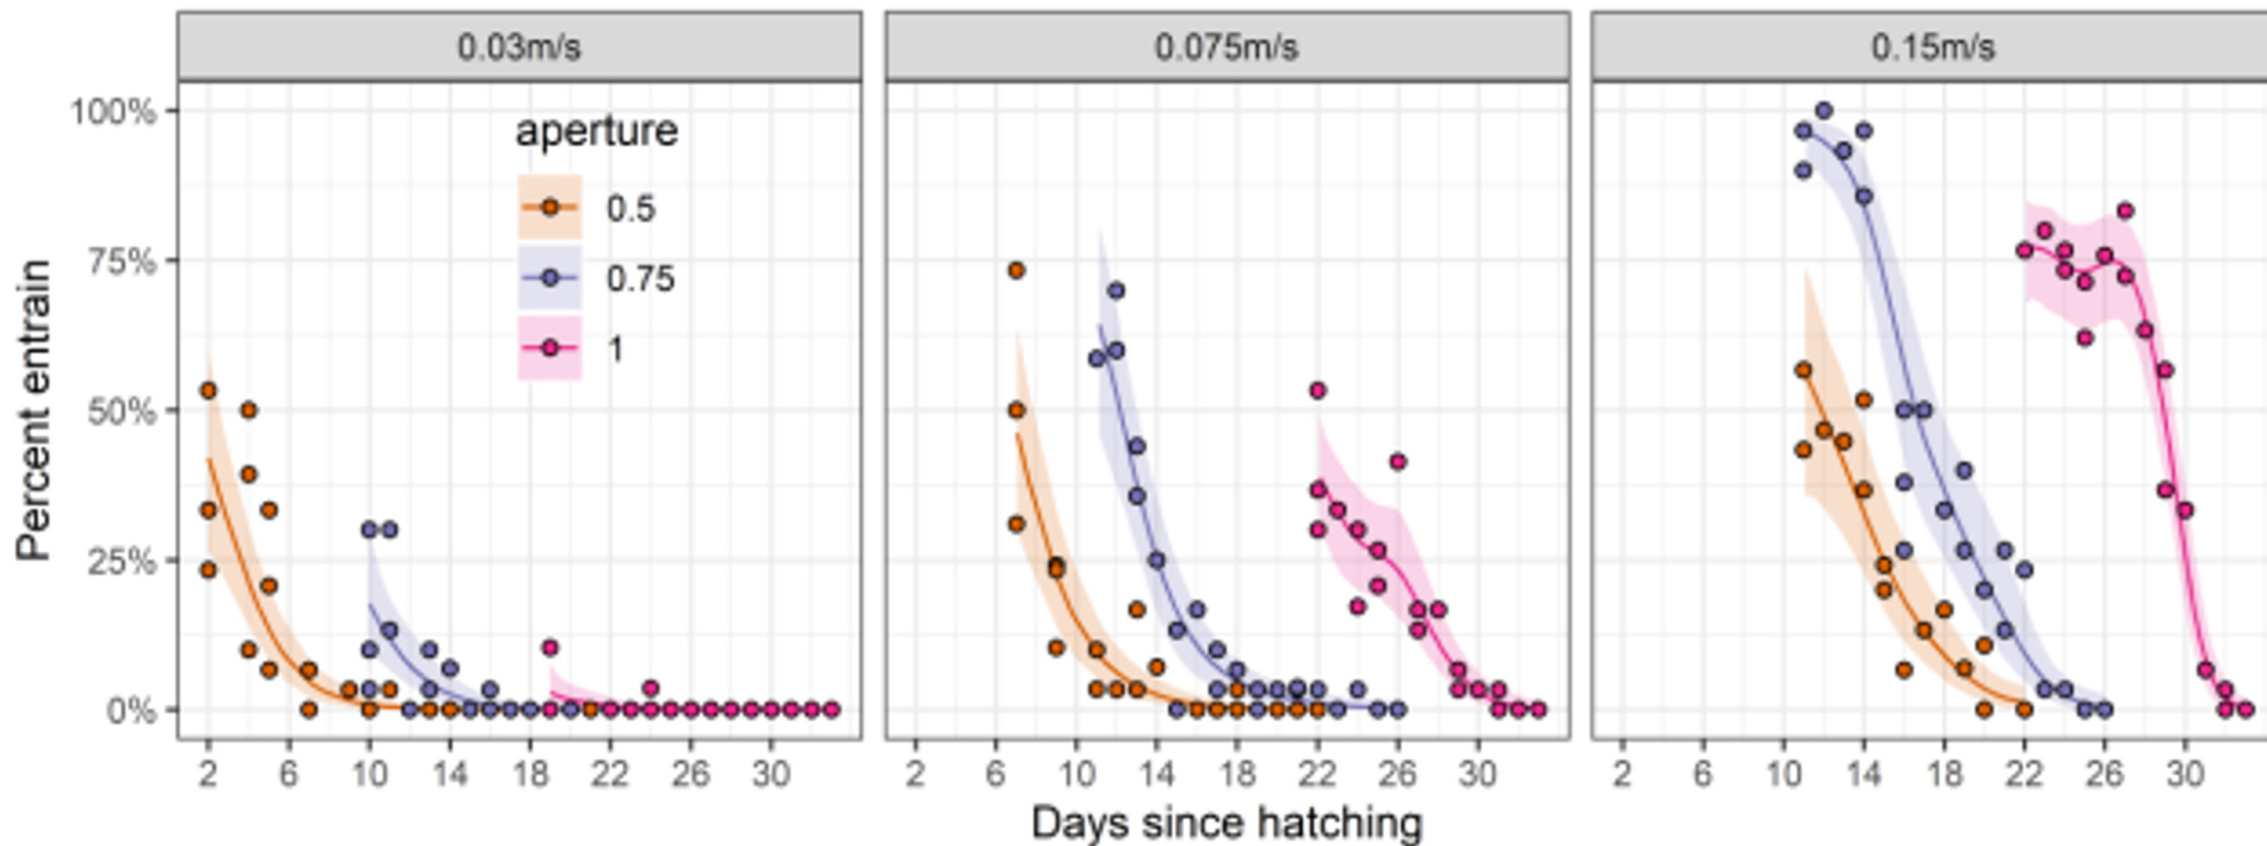 0.03m/s 0.075m/s 0.15m/s
100%
75%
50%
25%
0%
Percent entrain
aperture
0.5
0.75
1
2 6 10 14 18 22 26 30 2 6 10 14 18 22 26 30 2 6 10 14 18 22 26 30
Days since hatching